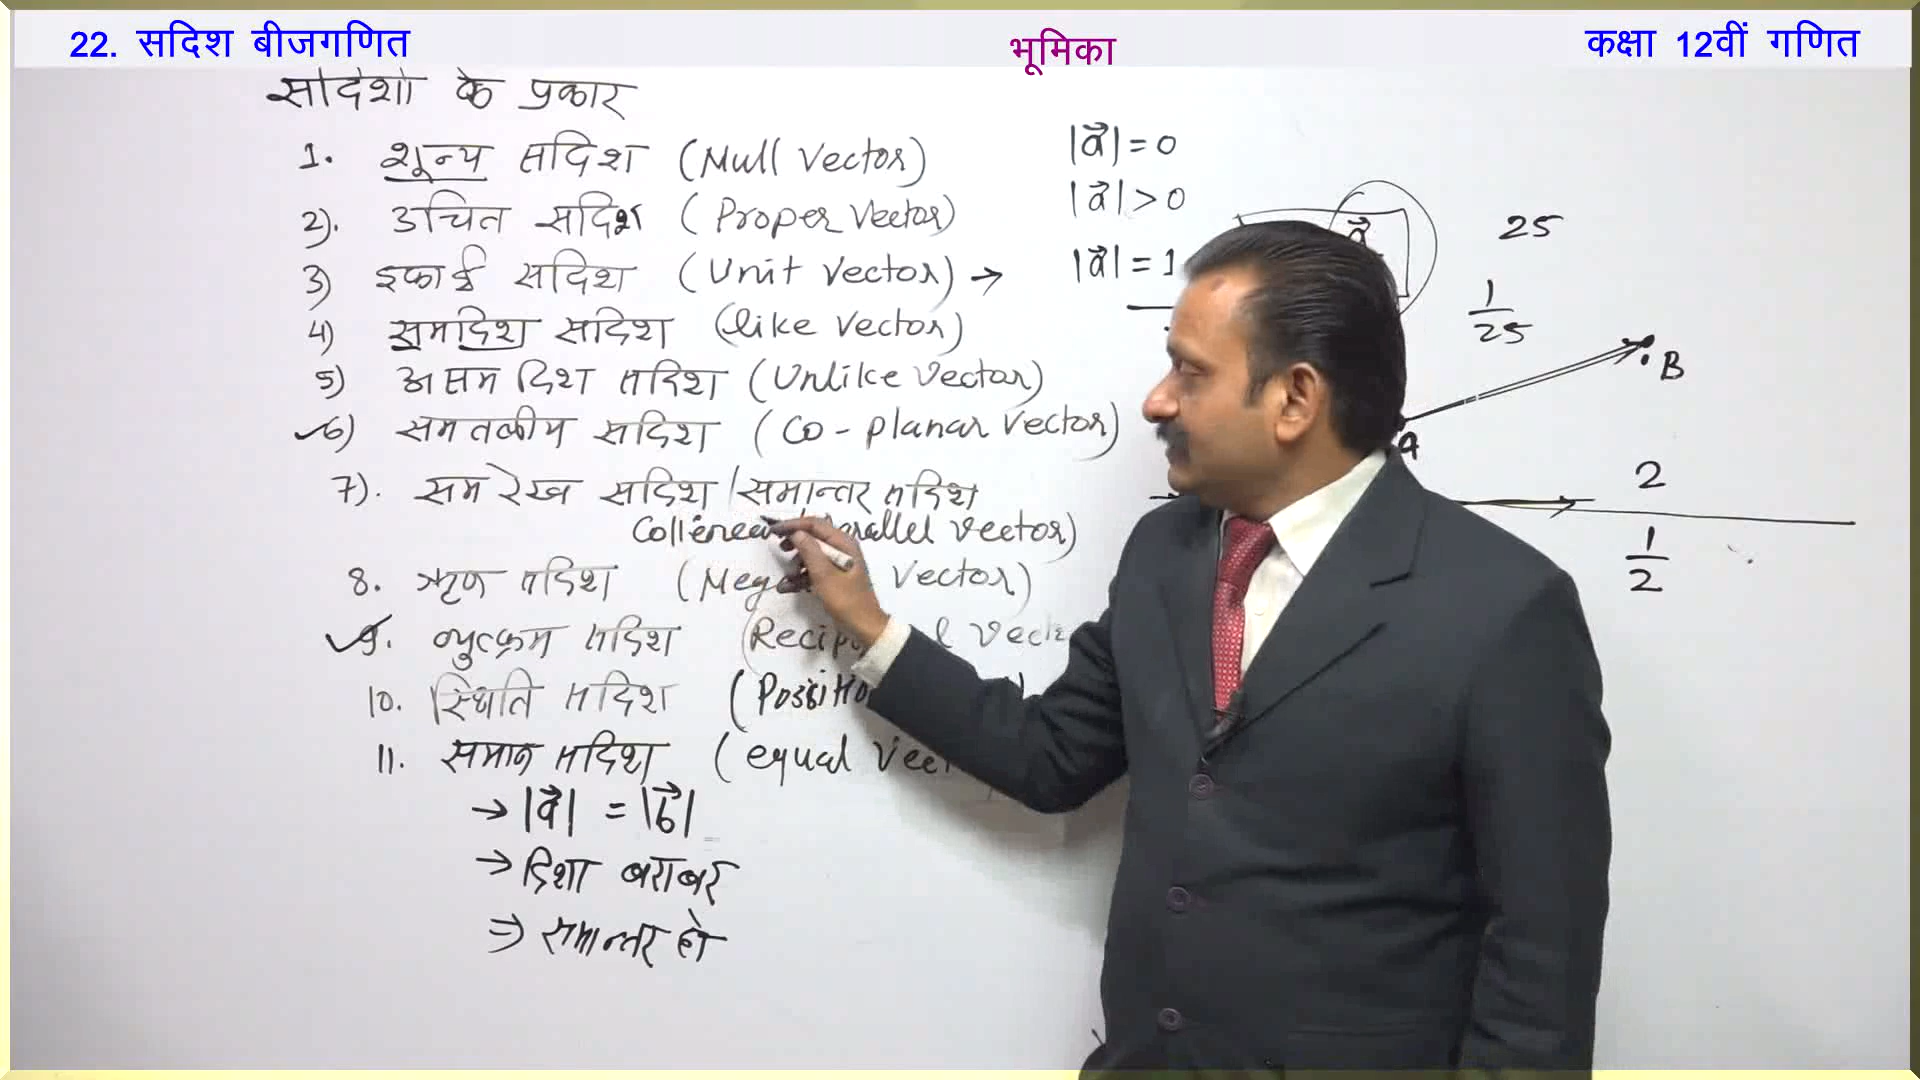 22. सदिश बीजगणित
भूमिका
कक्षा 12वीं गणित
सदिशों के प्रकार
1. शून्य सदिश (Null Vector)
|a⃗| = 0
2). उचित सदिश (Proper Vector)
|a⃗| > 0
3) इकाई सदिश (Unit Vector) →
|a⃗| = 1
4) समदिश सदिश (like Vector)
5) असमदिश सदिश (Unlike Vector)
6) समतलीय सदिश (Co-planar Vector)
7). सम रेख सदिश / समान्तर सदिश
Vector)
8. ऋण सदिश Vector)
9. व्युत्क्रम सदिश
10. स्थिति सदिश
11. समान सदिश (equal
→ |a⃗| = |b⃗|
→ दिशा बराबर
⇒ समान्तर हो
a⃗
25
1/25
B
A
2
1/2